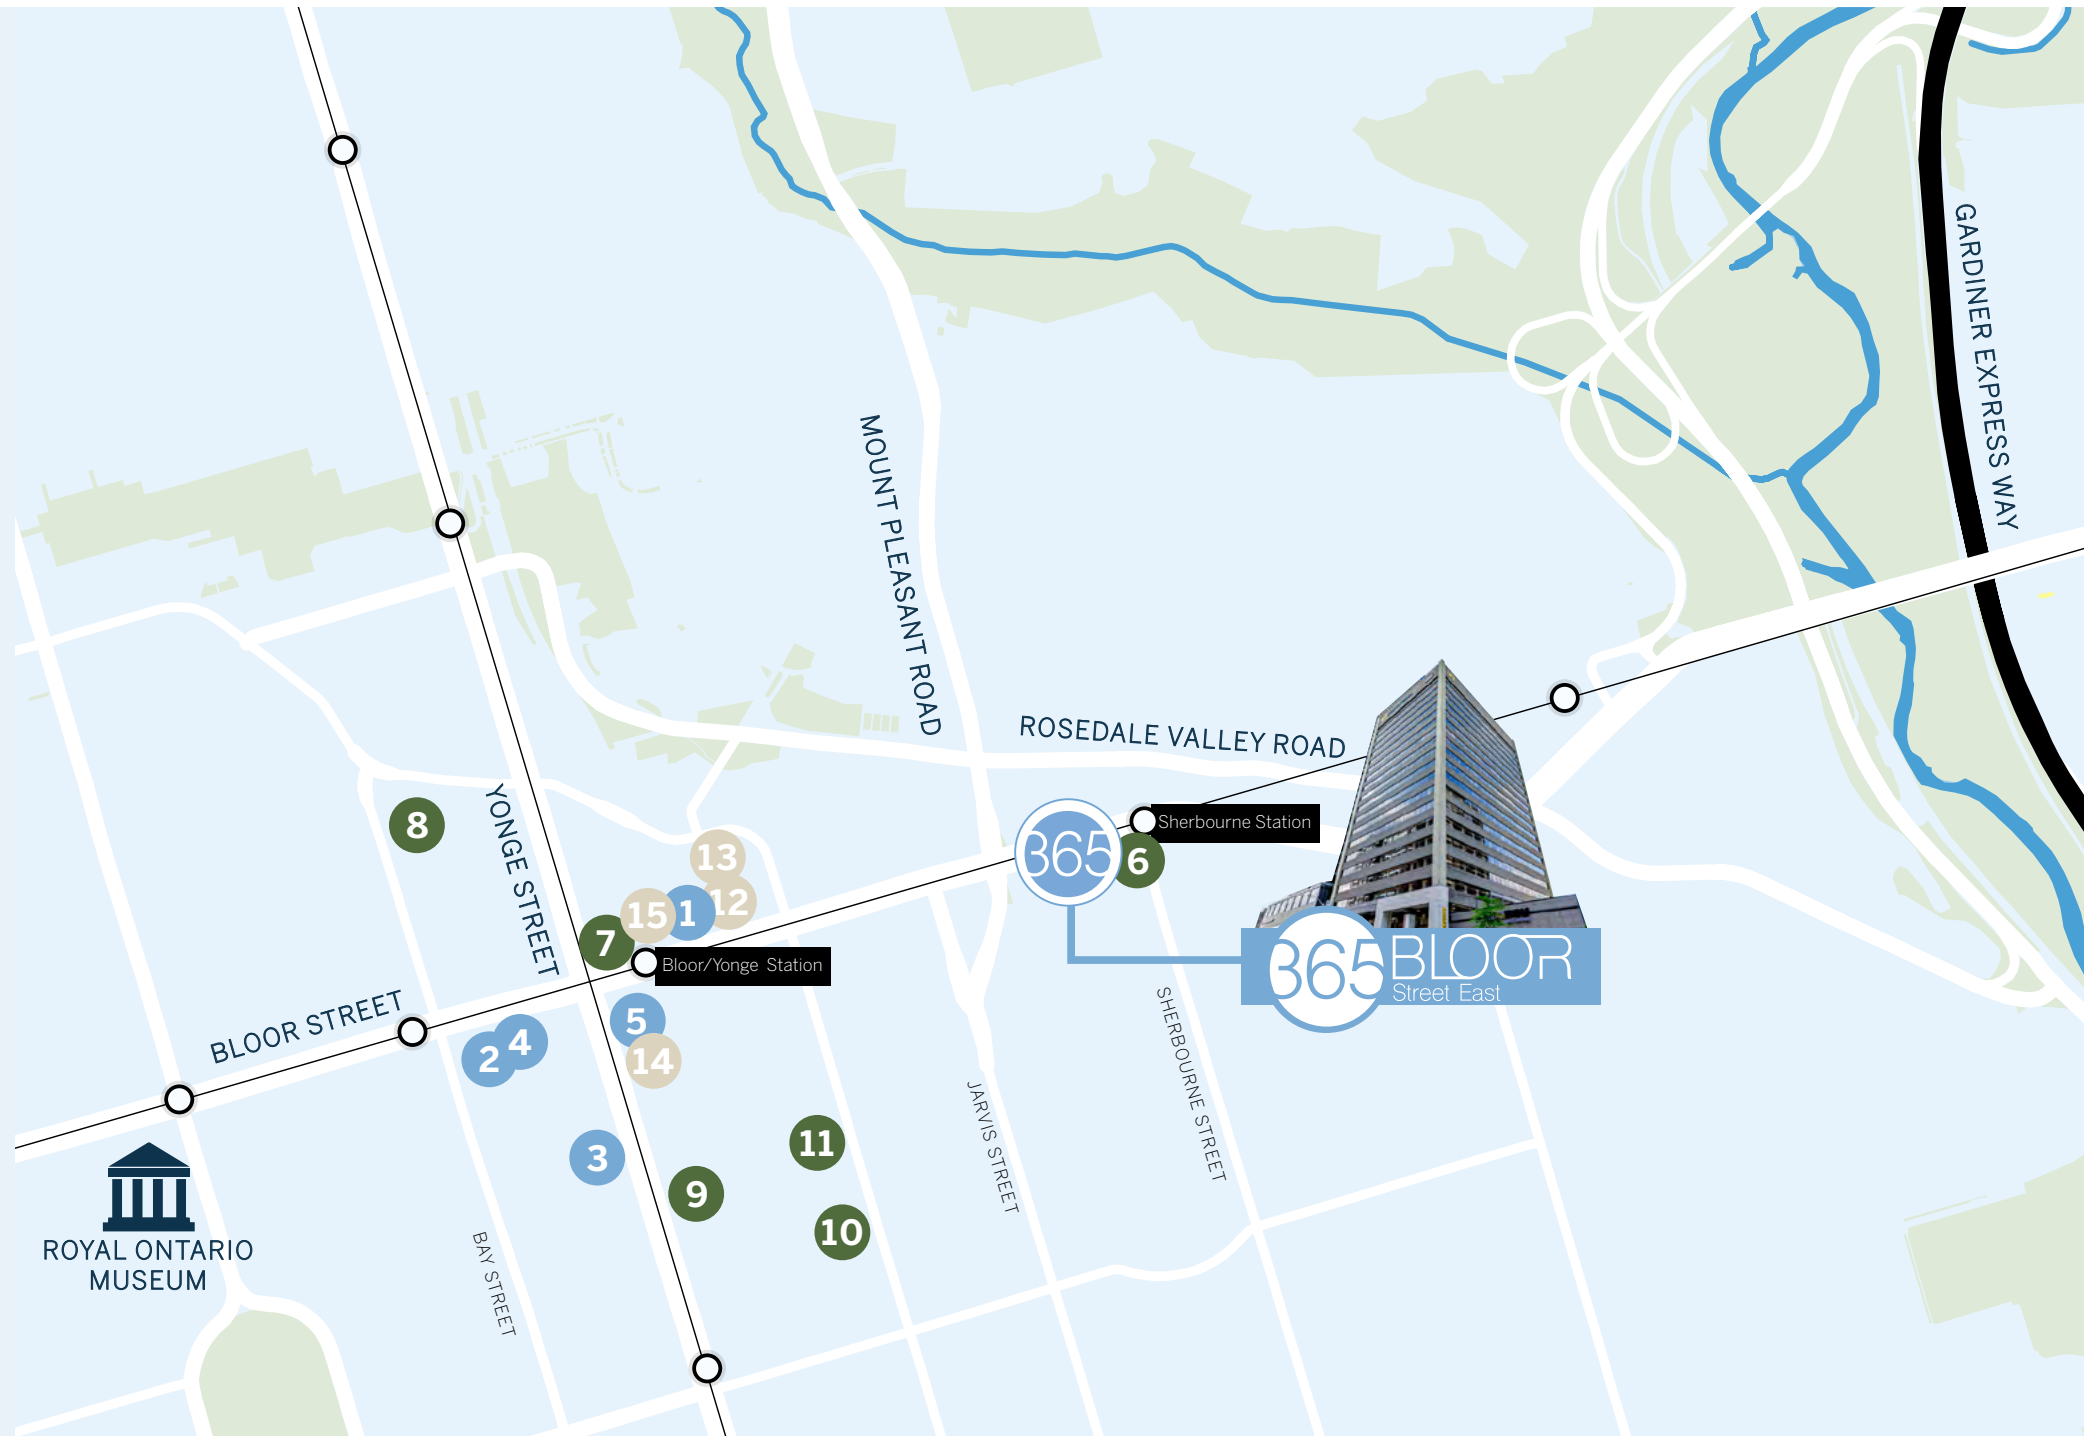 GARDINER EXPRESS WAY
MOUNT PLEASANT ROAD
ROSEDALE VALLEY ROAD
YONGE STREET
8
13
12
15
1
7
Bloor/Yonge Station
365
6
Sherbourne Station
365 BLOOR
Street East
BLOOR STREET
2
4
5
14
3
9
11
10
SHERBOURNE STREET
JARVIS STREET
BAY STREET
ROYAL ONTARIO
MUSEUM